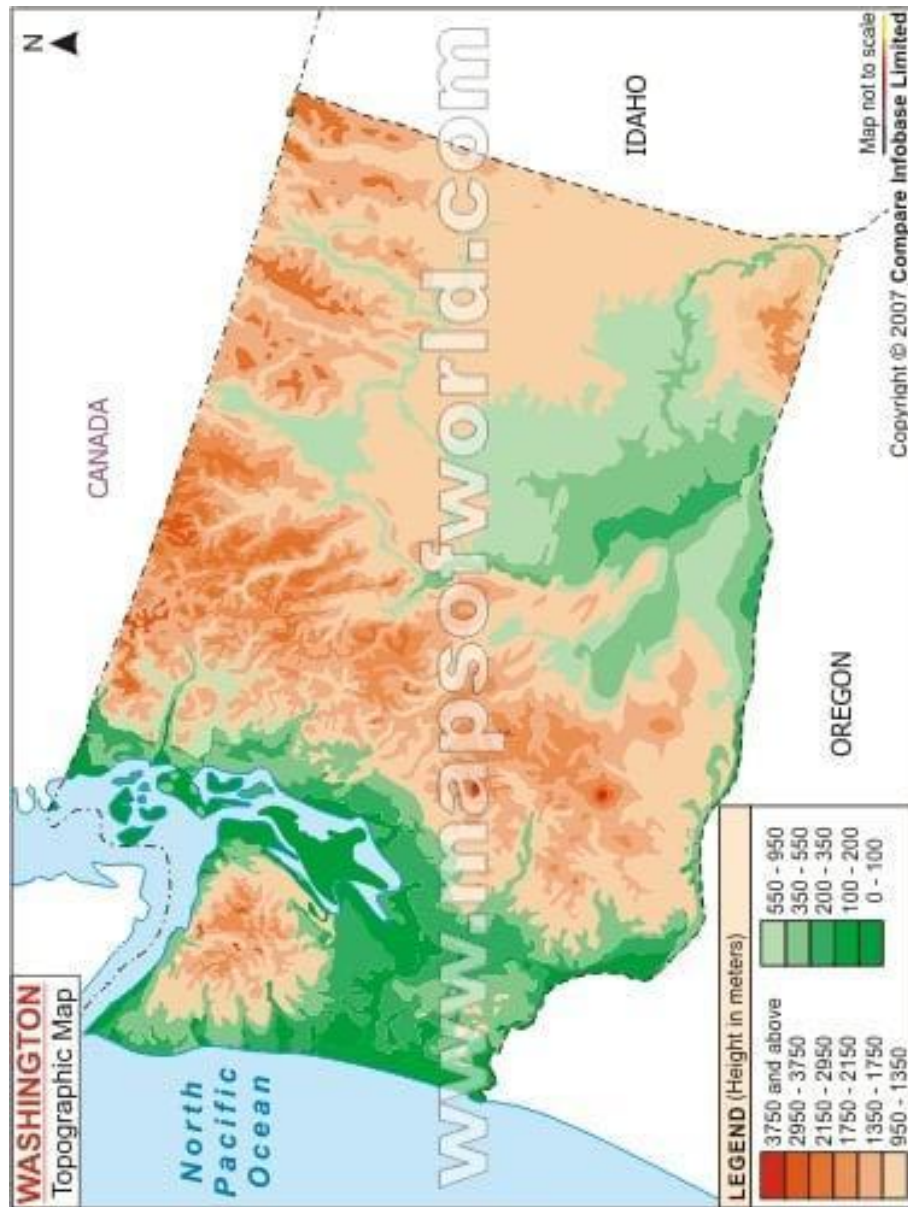 WASHINGTON
Topographic Map
N
CANADA
IDAHO
OREGON
North
Pacific
Ocean
www.mapsofworld.com
LEGEND (Height in meters)
3750 and above
2950 - 3750
2150 - 2950
1750 - 2150
1350 - 1750
950 - 1350
550 - 950
350 - 550
200 - 350
100 - 200
0 - 100
Map not to scale
Copyright © 2007 Compare Infobase Limited